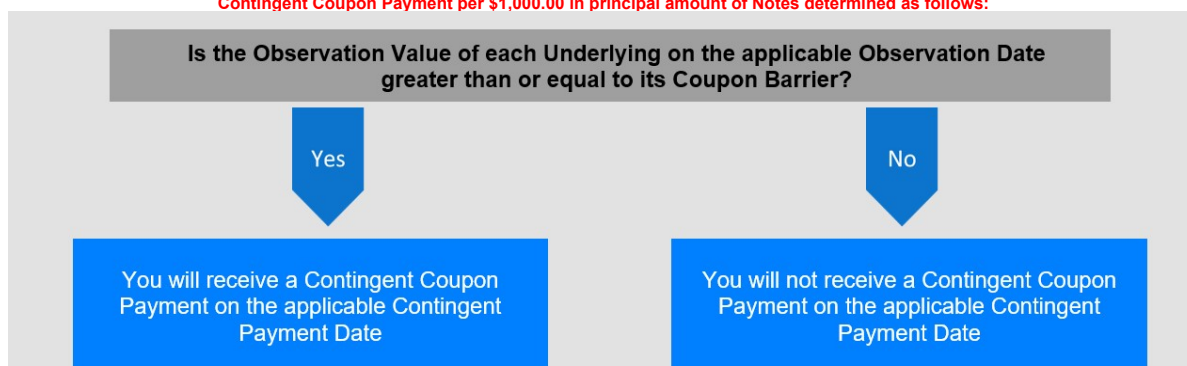 Contingent Coupon Payment per $1,000.00 in principal amount of Notes determined as follows:
Is the Observation Value of each Underlying on the applicable Observation Date
greater than or equal to its Coupon Barrier?
Yes
No
You will receive a Contingent Coupon
Payment on the applicable Contingent
Payment Date
You will not receive a Contingent Coupon
Payment on the applicable Contingent
Payment Date